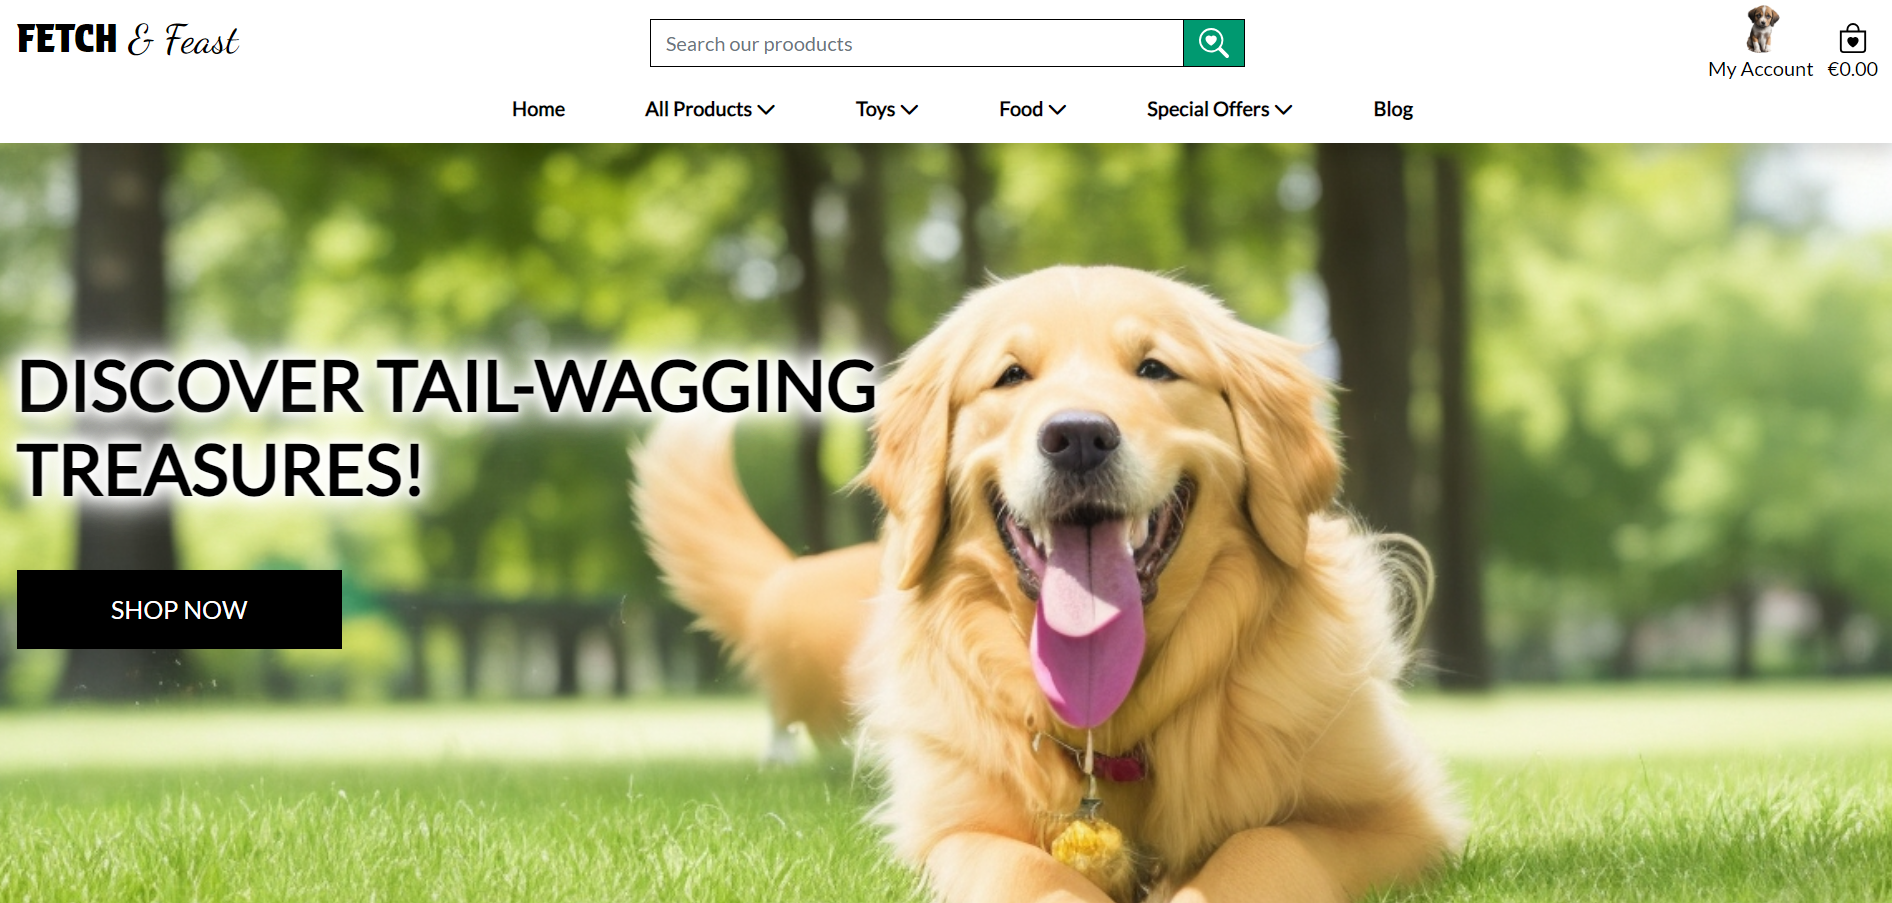 FETCH & Feast
Search our prooducts
My Account €0.00
Home All Products Toys Food Special Offers Blog
DISCOVER TAIL-WAGGING
TREASURES!
SHOP NOW